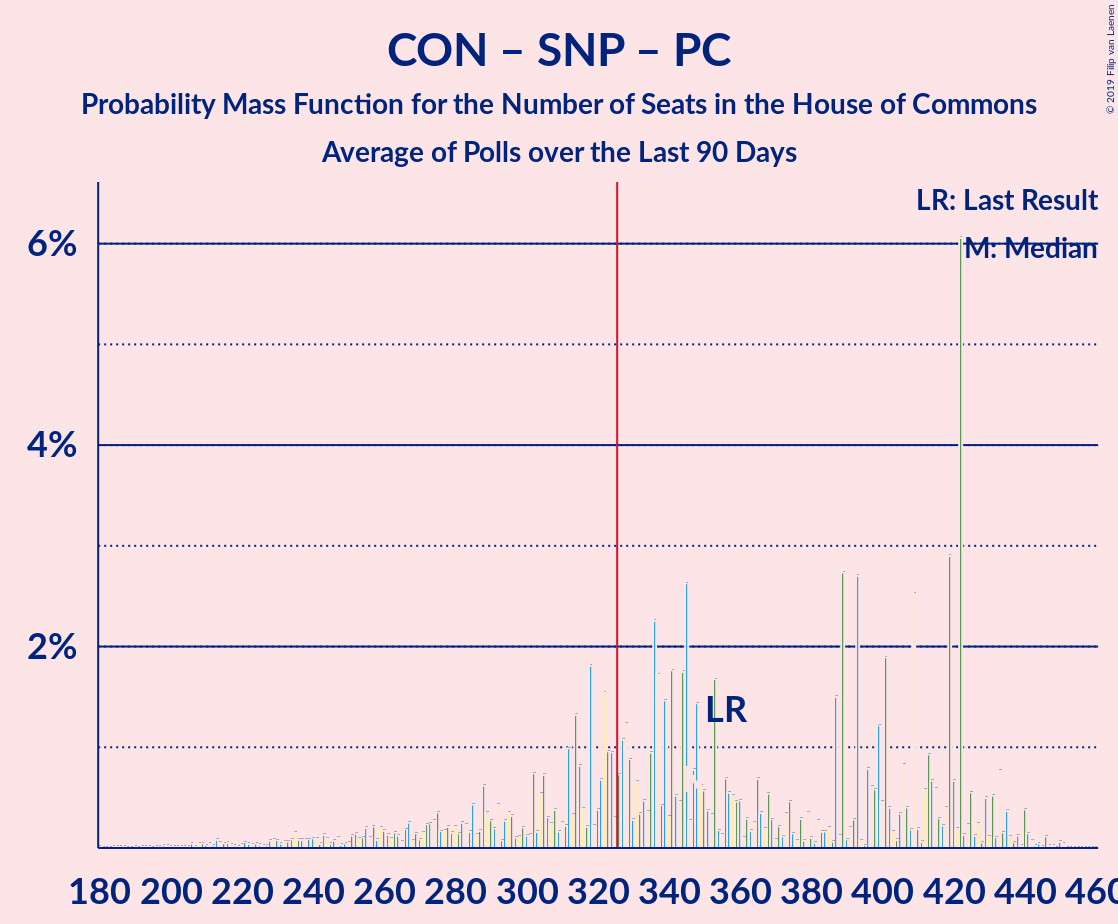 CON – SNP – PC
Probability Mass Function for the Number of Seats in the House of Commons
Average of Polls over the Last 90 Days
© 2019 Filip van Laenen
LR: Last Result
M: Median
6%
4%
2%
LR
180 200 220 240 260 280 300 320 340 360 380 400 420 440 460